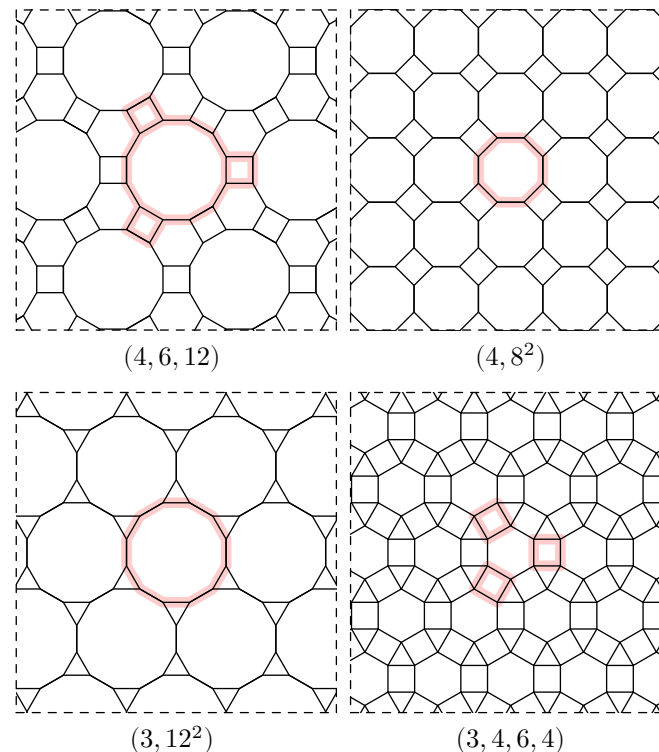 (4, 6, 12)
(4, 8²)
(3, 12²)
(3, 4, 6, 4)